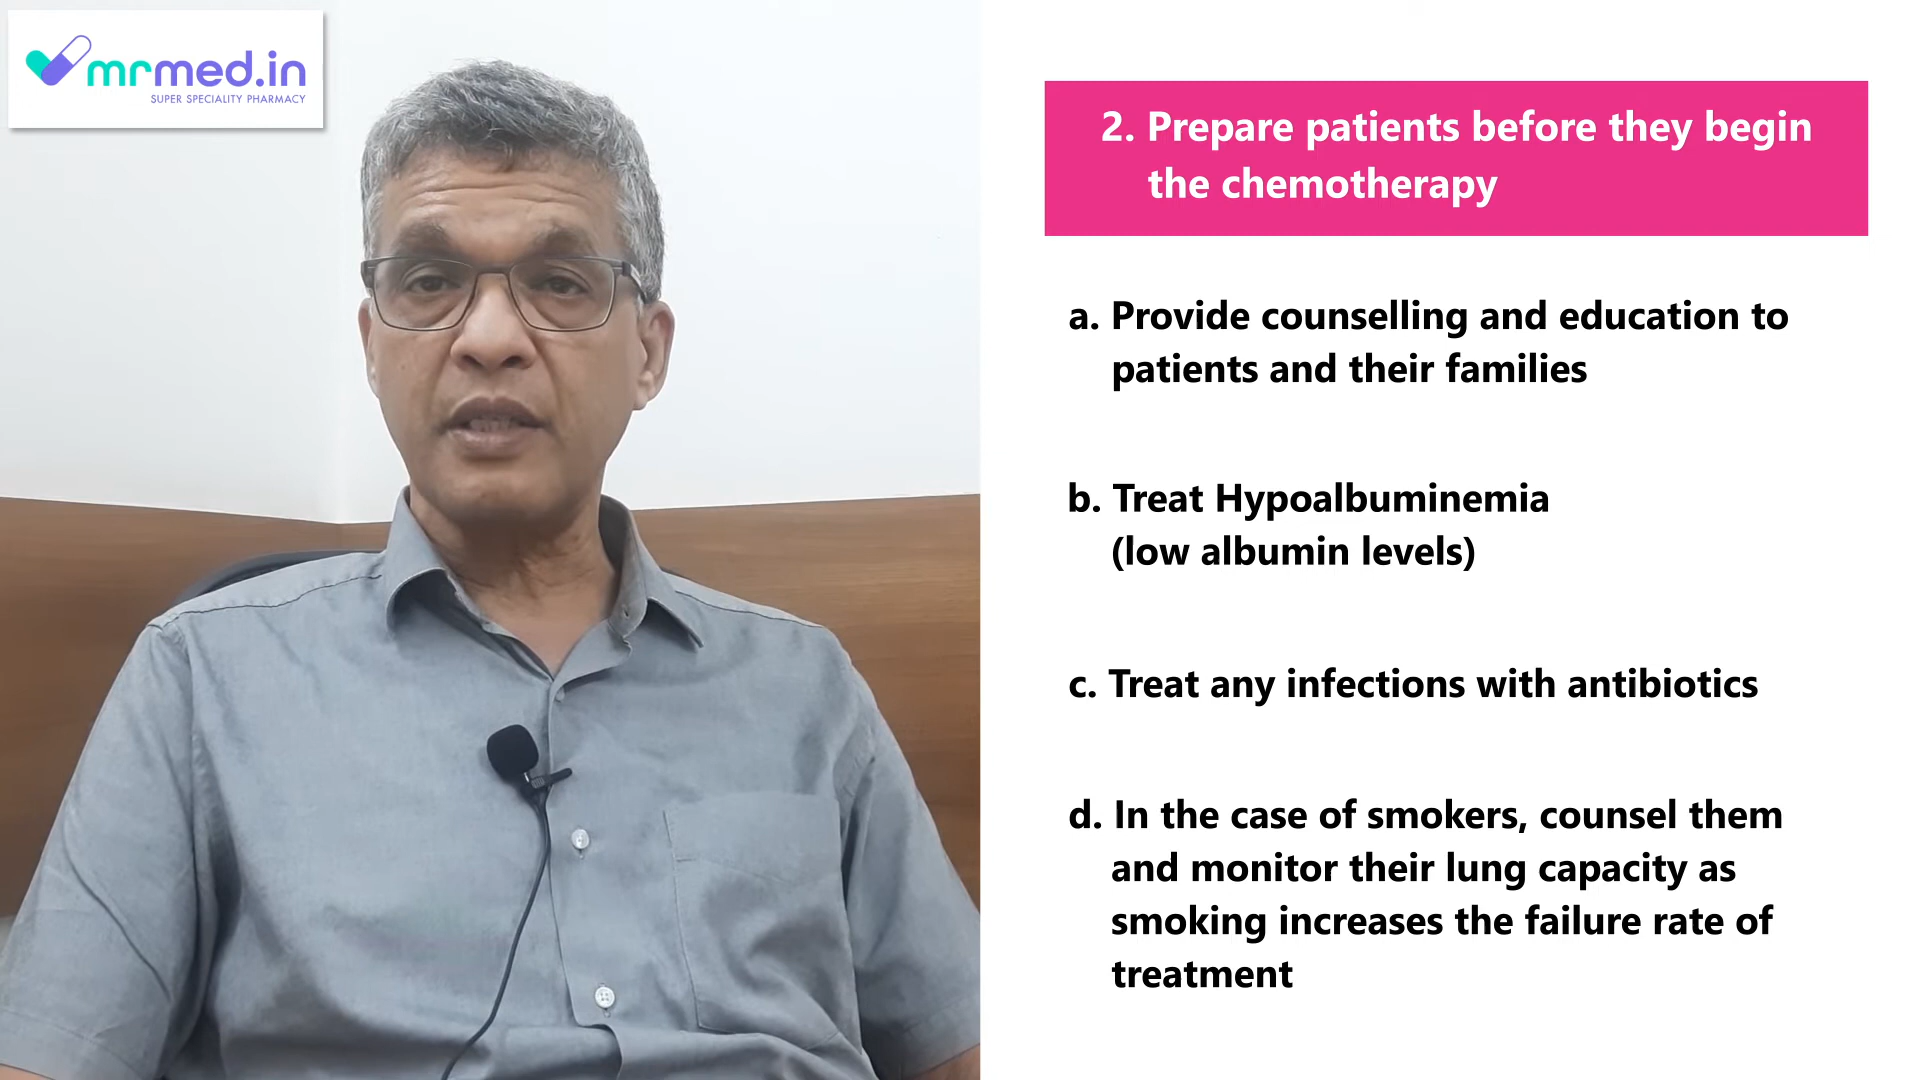 mrmed.in
SUPER SPECIALITY PHARMACY
2. Prepare patients before they begin
the chemotherapy
a. Provide counselling and education to
patients and their families
b. Treat Hypoalbuminemia
(low albumin levels)
c. Treat any infections with antibiotics
d. In the case of smokers, counsel them
and monitor their lung capacity as
smoking increases the failure rate of
treatment